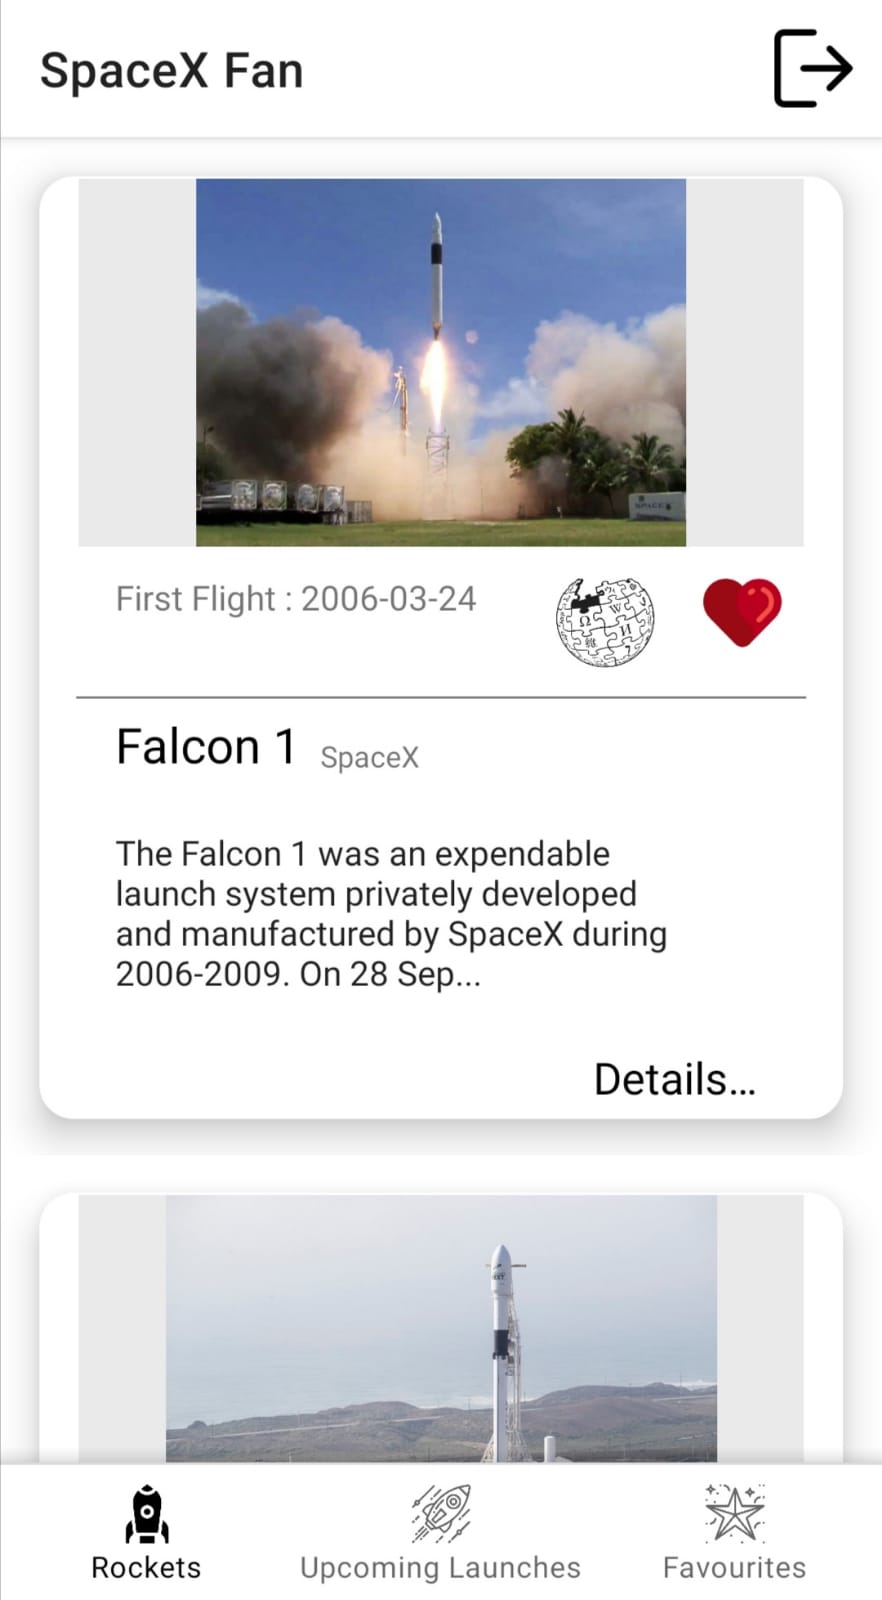 SpaceX Fan
First Flight : 2006-03-24
Falcon 1 SpaceX
The Falcon 1 was an expendable
launch system privately developed
and manufactured by SpaceX during
2006-2009. On 28 Sep...
Details...
Rockets
Upcoming Launches
Favourites